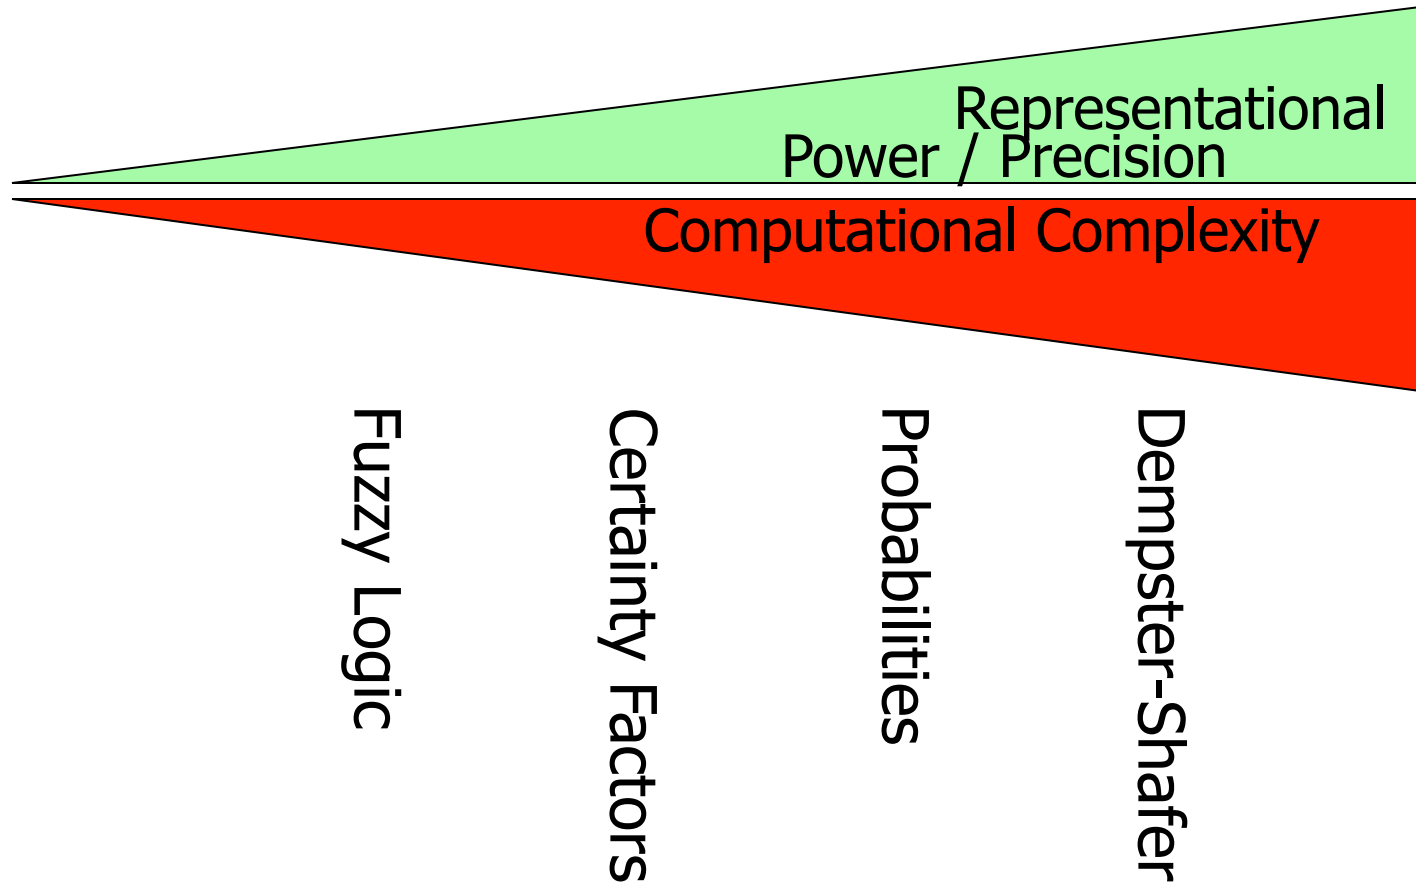 Representational
Power / Precision
Computational Complexity
Fuzzy Logic
Certainty Factors
Probabilities
Dempster-Shafer